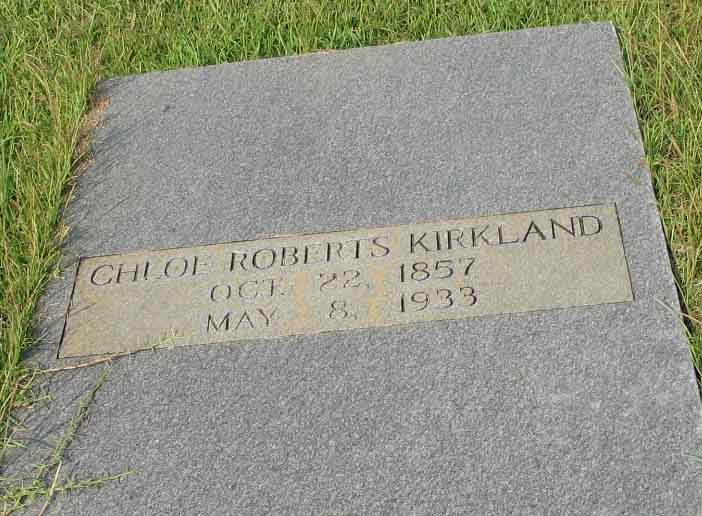 CHLOE ROBERTS KIRKLAND
OCT. 22, 1857
MAY 8, 1933